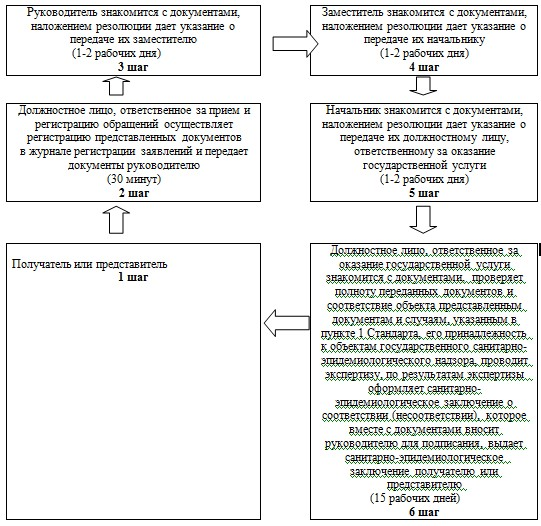 Руководитель знакомится с документами,
наложением резолюции дает указание о
передаче их заместителю
(1-2 рабочих дня)
3 шаг
Заместитель знакомится с документами,
наложением резолюции дает указание о
передаче их начальнику
(1-2 рабочих дня)
4 шаг
Должностное лицо, ответственное за прием и
регистрацию обращений осуществляет
регистрацию представленных документов
в журнале регистрации заявлений и передает
документы руководителю
(30 минут)
2 шаг
Начальник знакомится с документами,
наложением резолюции дает указание о
передаче их должностному лицу,
ответственному за оказание
государственной услуги
(1-2 рабочих дня)
5 шаг
Получатель или представитель
1 шаг
Должностное лицо, ответственное за
оказание государственной услуги
знакомится с документами, проверяет
полноту переданных документов и
соответствие объекта представленным
документам и случаям, указанным в
пункте 1 Стандарта, его принадлежность
к объектам государственного санитарно-
эпидемиологического надзора, проводит
экспертизу, по результатам экспертизы
оформляет санитарно-
эпидемиологическое заключение о
соответствии (несоответствии), которое
вместе с документами вносит
руководителю для подписания, выдает
санитарно-эпидемиологическое
заключение получателю или
представителю
(15 рабочих дней)
6 шаг